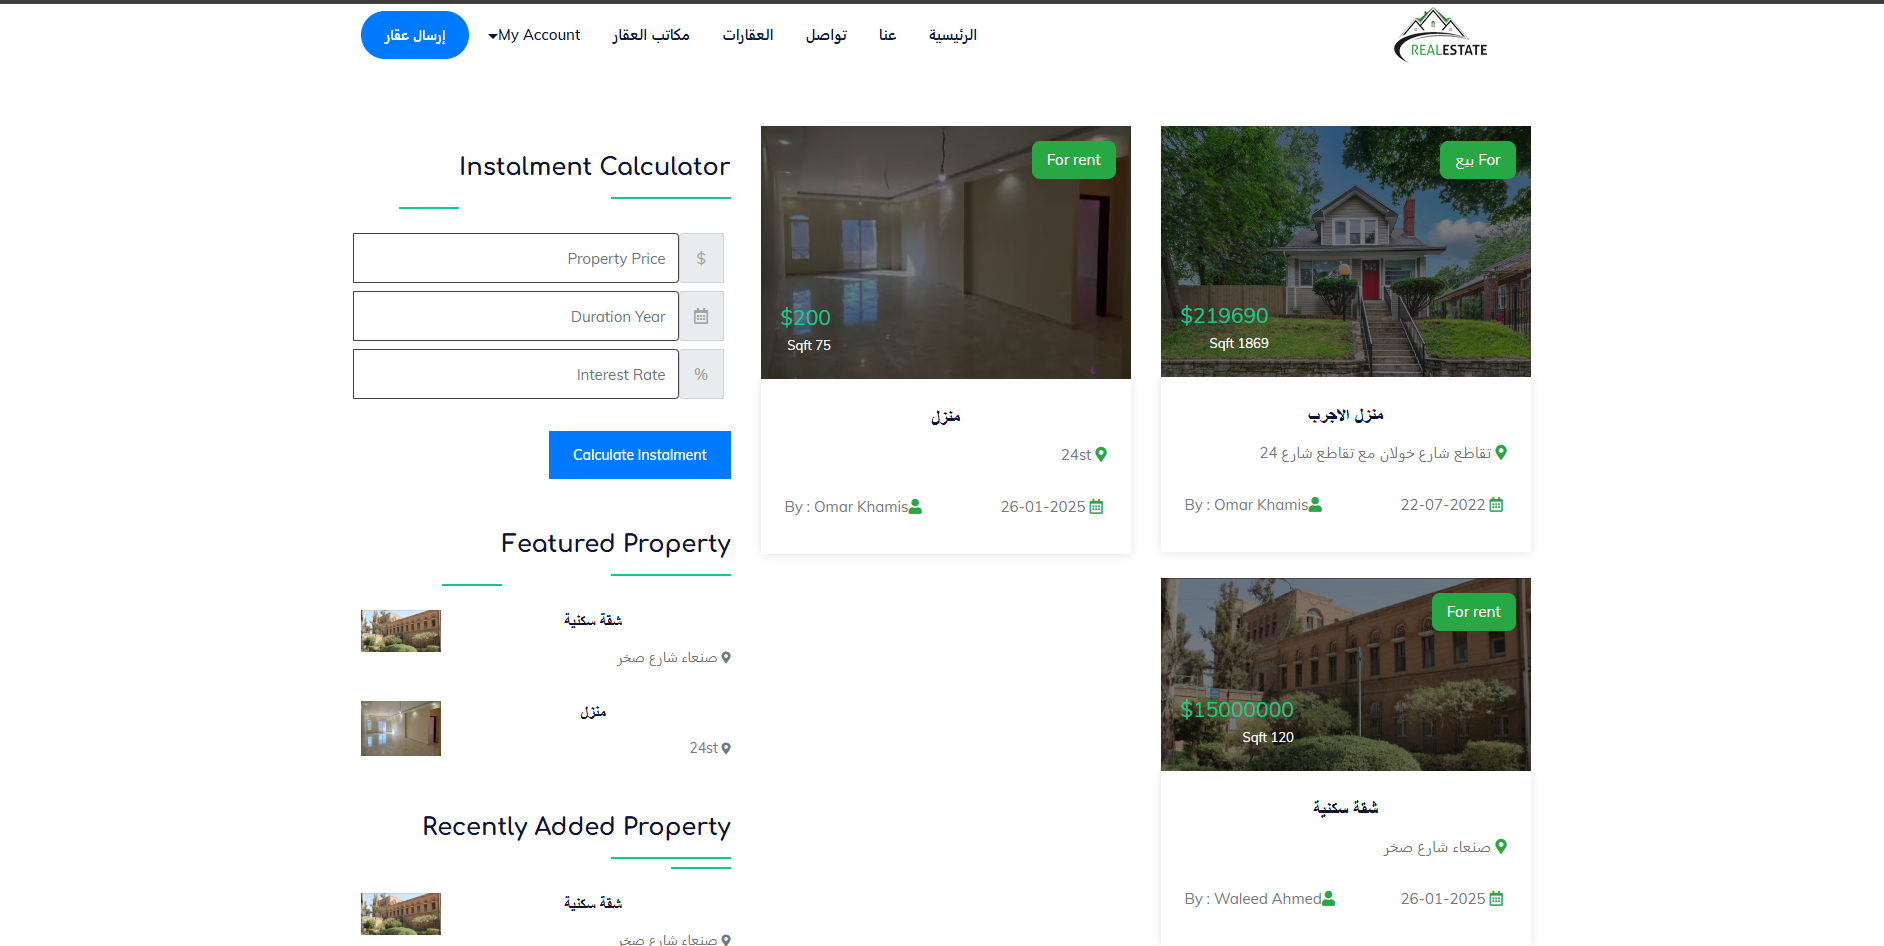 REALESTATE
الرئيسية
عنا
تواصل
العقارات
مكاتب العقار
My Account
إرسال عقار
For بيع
$219690
Sqft 1869
منزل الاجرب
تقاطع شارع خولان مع تقاطع شارع 24
22-07-2022
By : Omar Khamis
For rent
$200
Sqft 75
منزل
24st
26-01-2025
By : Omar Khamis
For rent
$15000000
Sqft 120
شقة سكنية
صنعاء شارع صخر
26-01-2025
By : Waleed Ahmed
Instalment Calculator
$
Property Price
Duration Year
%
Interest Rate
Calculate Instalment
Featured Property
شقة سكنية
صنعاء شارع صخر
منزل
24st
Recently Added Property
شقة سكنية
صنعاء شارع صخر